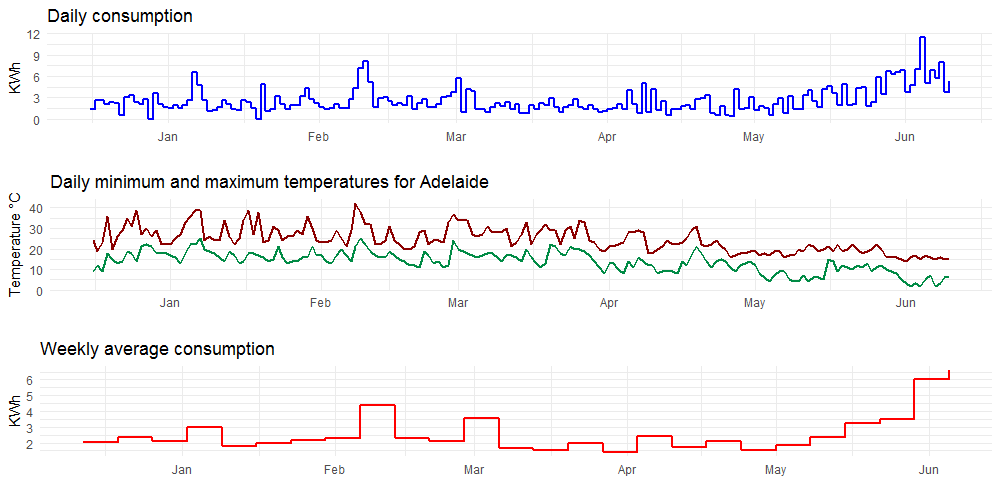 Daily consumption
KWh
12
9
6
3
0
Jan Feb Mar Apr May Jun
Daily minimum and maximum temperatures for Adelaide
Temperature °C
40
30
20
10
0
Jan Feb Mar Apr May Jun
Weekly average consumption
KWh
6
5
4
3
2
Jan Feb Mar Apr May Jun